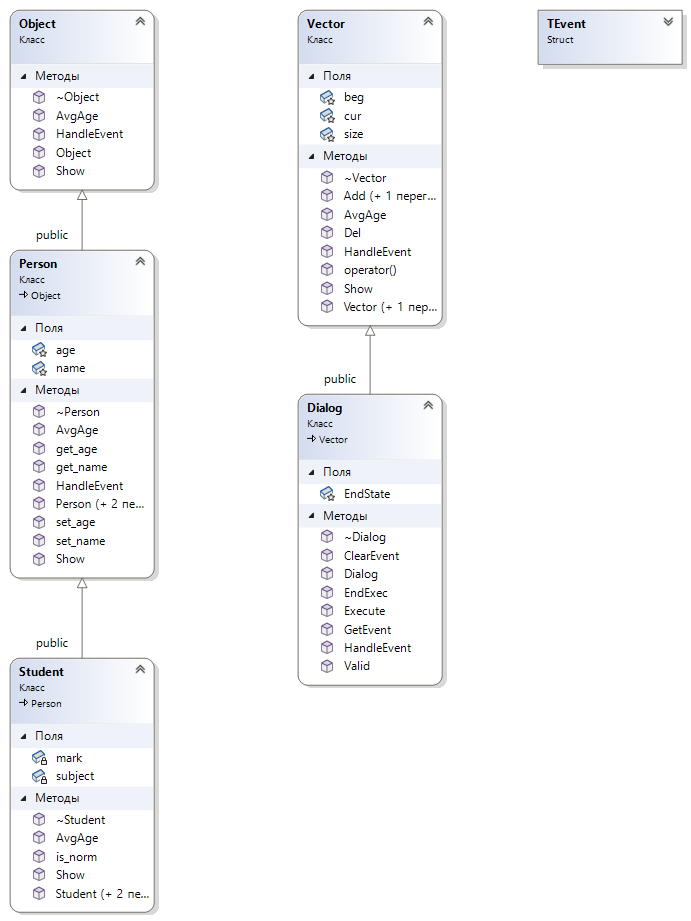 Object
Класс
Методы
~Object
AvgAge
HandleEvent
Object
Show
public
Person
Класс
Object
Поля
age
name
Методы
~Person
AvgAge
get_age
get_name
HandleEvent
Person (+ 2 пе...
set_age
set_name
Show
public
Student
Класс
Person
Поля
mark
subject
Методы
~Student
AvgAge
is_norm
Show
Student (+ 2 пе...
Vector
Класс
Поля
beg
cur
size
Методы
~Vector
Add (+ 1 перег...
AvgAge
Del
HandleEvent
operator()
Show
Vector (+ 1 пер...
public
Dialog
Класс
Vector
Поля
EndState
Методы
~Dialog
ClearEvent
Dialog
EndExec
Execute
GetEvent
HandleEvent
Valid
TEvent
Struct